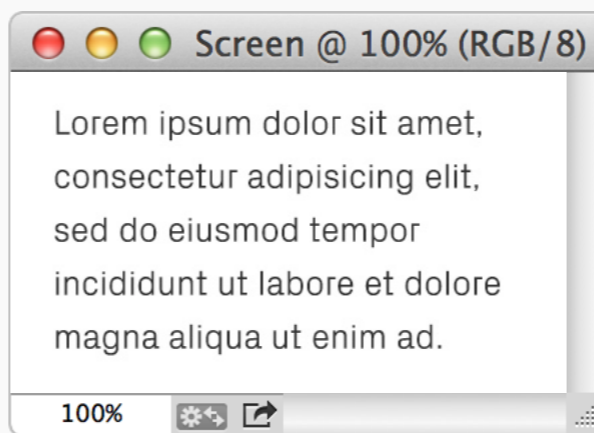 Screen @ 100% (RGB/8)
Lorem ipsum dolor sit amet,
consectetur adipisicing elit,
sed do eiusmod tempor
incididunt ut labore et dolore
magna aliqua ut enim ad.
100%